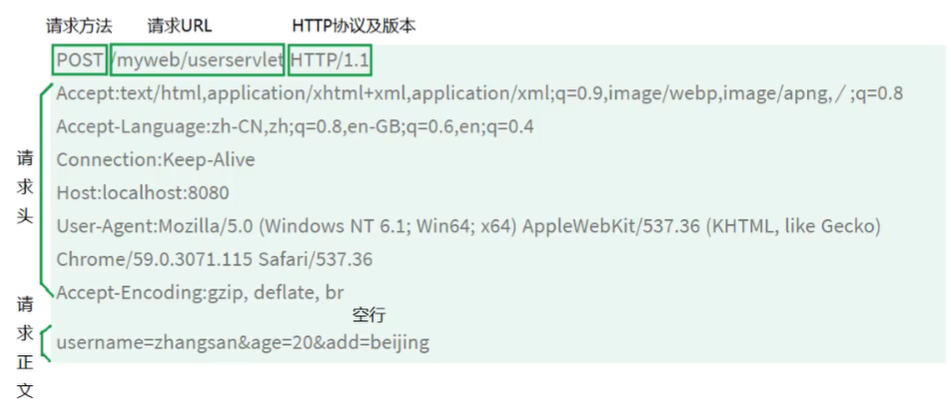 请求方法 请求URL HTTP协议及版本
POST /myweb/userservlet HTTP/1.1
Accept:text/html,application/xhtml+xml,application/xml;q=0.9,image/webp,image/apng,/;q=0.8
Accept-Language:zh-CN,zh;q=0.8,en-GB;q=0.6,en;q=0.4
Connection:Keep-Alive
Host:localhost:8080
User-Agent:Mozilla/5.0 (Windows NT 6.1; Win64; x64) AppleWebKit/537.36 (KHTML, like Gecko)
Chrome/59.0.3071.115 Safari/537.36
Accept-Encoding:gzip, deflate, br
请求头
空行
username=zhangsan&age=20&add=beijing
请求正文